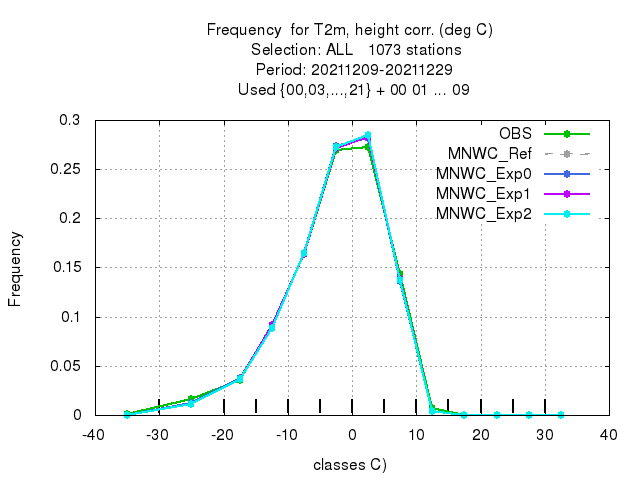 Frequency  for T2m, height corr. (deg C)
Selection: ALL   1073 stations
Period: 20211209-20211229
Used {00,03,...,21} + 00 01 ... 09
0.3
0.25
0.2
0.15
0.1
0.05
0
Frequency
OBS
MNWC_Ref
MNWC_Exp0
MNWC_Exp1
MNWC_Exp2
-40 -30 -20 -10 0 10 20 30 40
classes C)